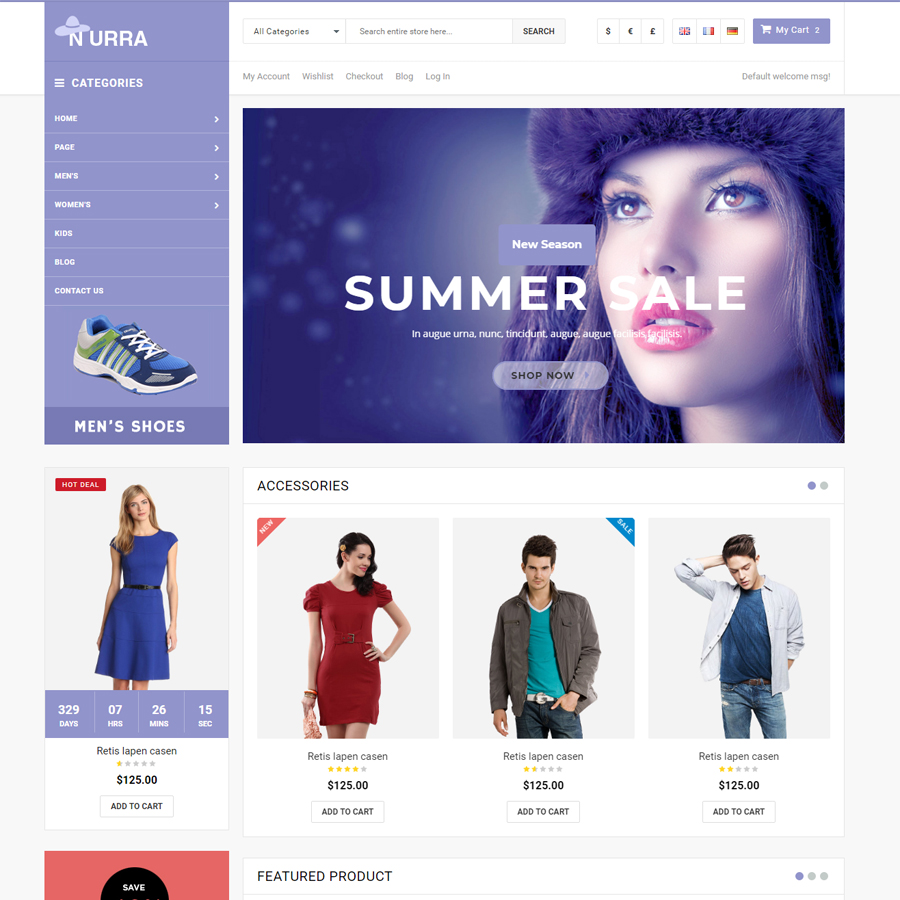 N URRA
All Categories
Search entire store here...
SEARCH
$ € £
My Cart 2
My Account Wishlist Checkout Blog Log In
Default welcome msg!
CATEGORIES
HOME
PAGE
MEN'S
WOMEN'S
KIDS
BLOG
CONTACT US
MEN'S SHOES
New Season
SUMMER SALE
In augue urna, nunc, tincidunt, augue, augue facilisis facilisis.
SHOP NOW
HOT DEAL
329 07 26 15
DAYS HRS MINS SEC
Retis lapen casen
$125.00
ADD TO CART
ACCESSORIES
NEW
SALE
Retis lapen casen
$125.00
ADD TO CART
Retis lapen casen
$125.00
ADD TO CART
Retis lapen casen
$125.00
ADD TO CART
SAVE
FEATURED PRODUCT